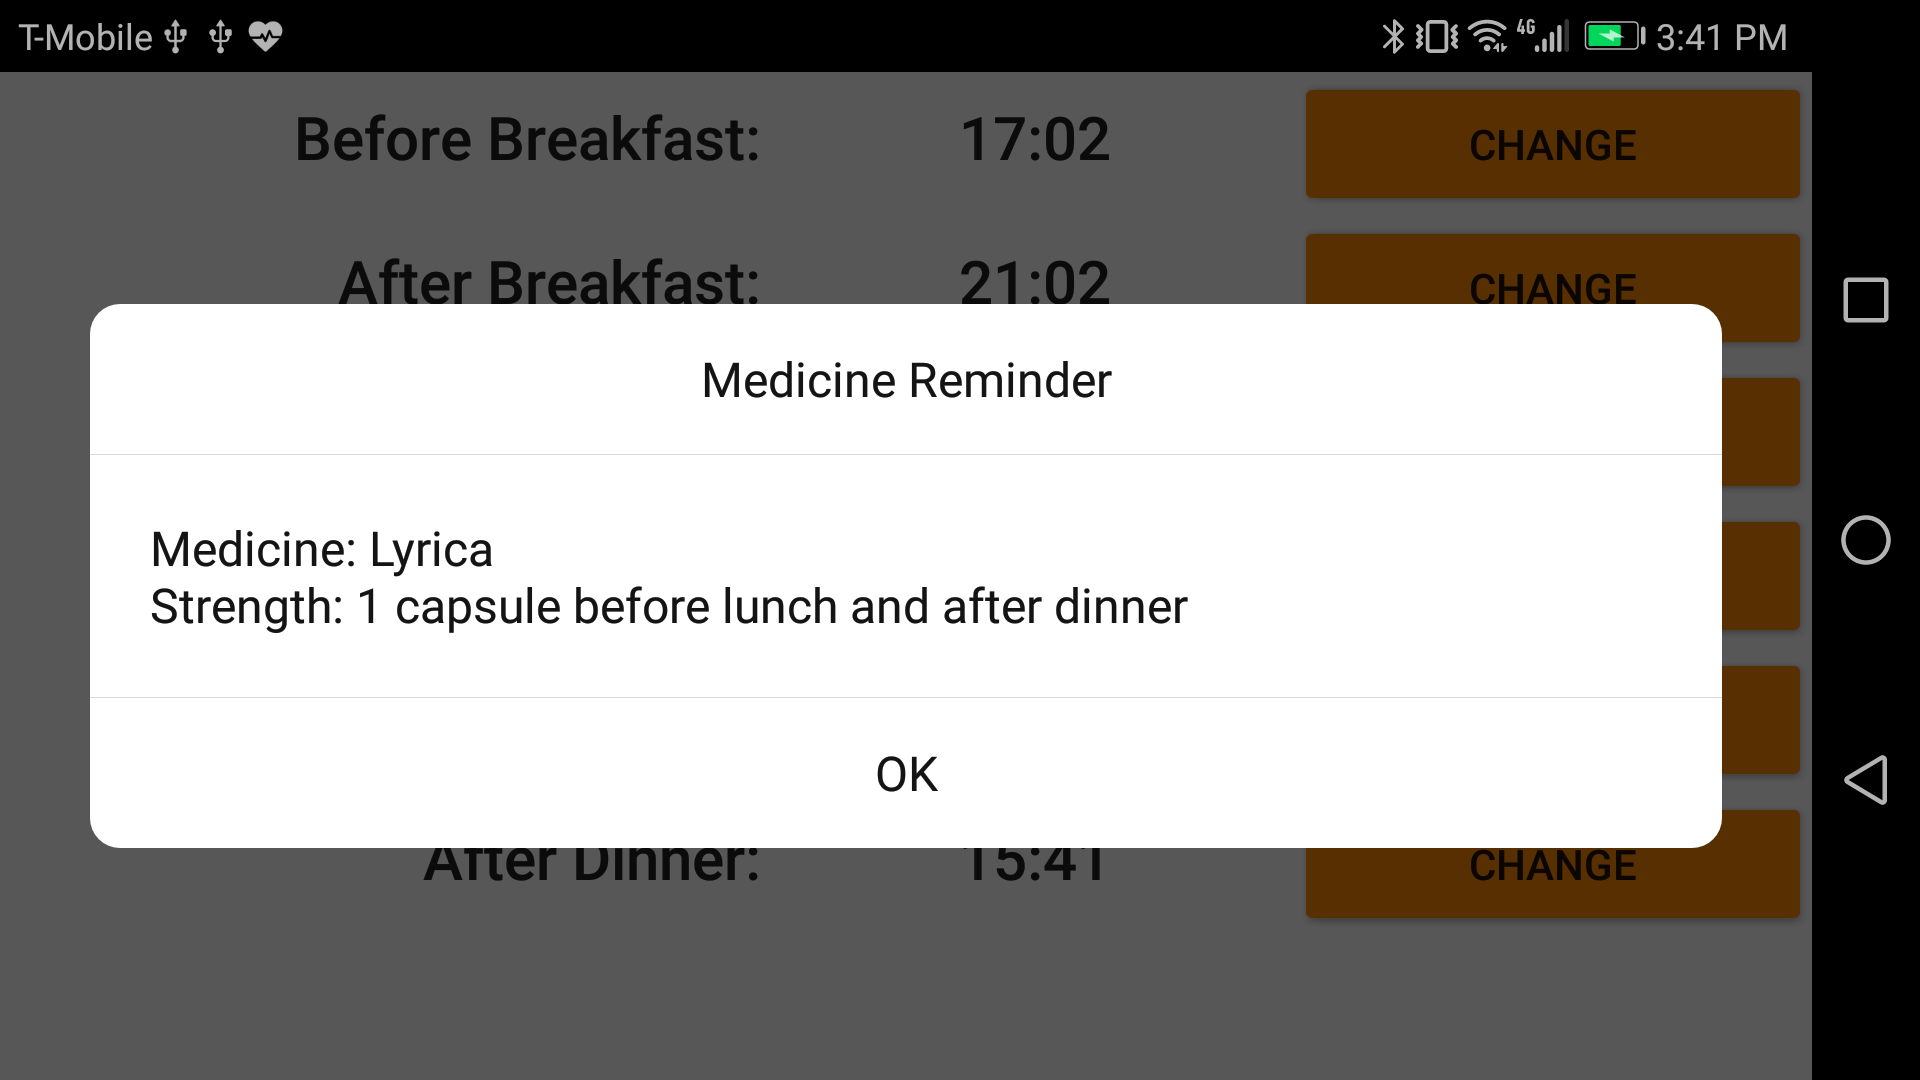 T-Mobile 4G 3:41 PM
Before Breakfast: 17:02 CHANGE
After Breakfast: 21:02 CHANGE
Medicine Reminder
Medicine: Lyrica
Strength: 1 capsule before lunch and after dinner
OK
After Dinner: 15:41 CHANGE